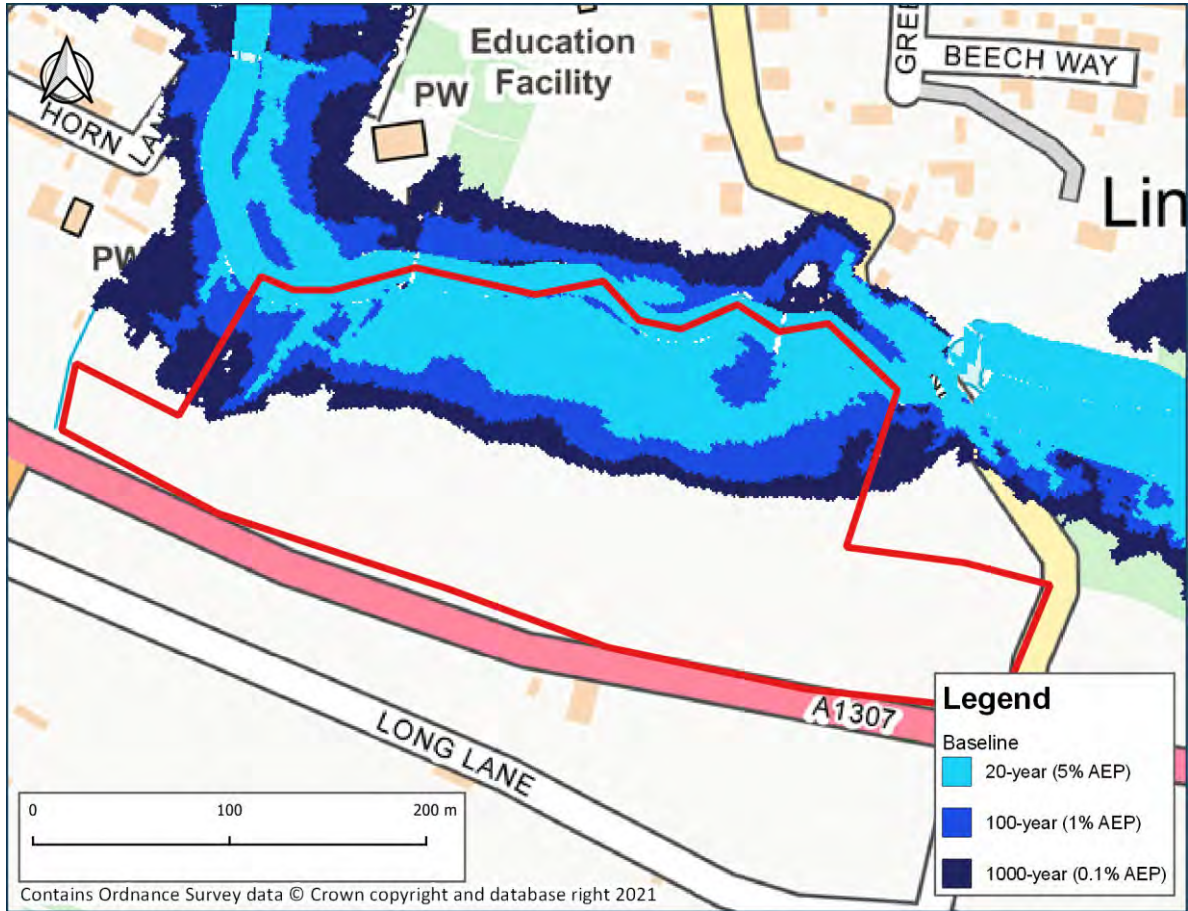 Education
Facility
PW
GREE
BEECH WAY
HORN LA
Lin
PW
LONG LANE
A1307
Legend
Baseline
20-year (5% AEP)
100-year (1% AEP)
1000-year (0.1% AEP)
0 100 200 m
Contains Ordnance Survey data © Crown copyright and database right 2021